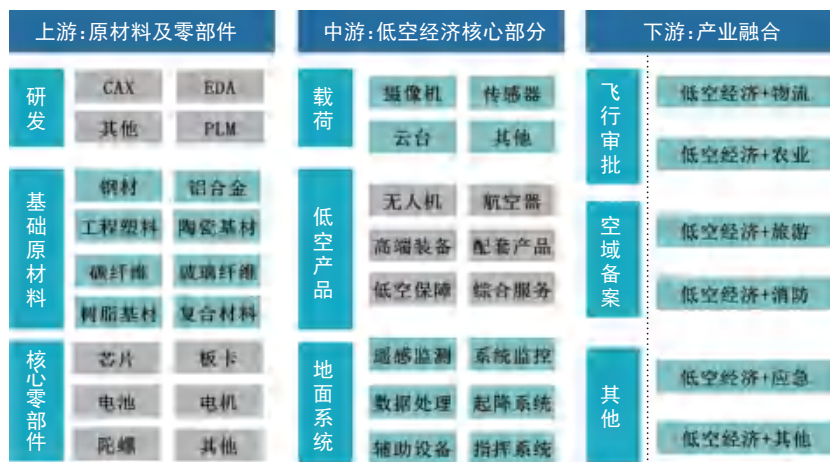 上游:原材料及零部件
研发
CAX EDA
其他 PLM
基础原材料
钢材 铝合金
工程塑料 陶瓷基材
碳纤维 玻璃纤维
树脂基材 复合材料
核心零部件
芯片 板卡
电池 电机
陀螺 其他
中游:低空经济核心部分
载荷
摄像机 传感器
云台 其他
低空产品
无人机 航空器
高端装备 配套产品
低空保障 综合服务
地面系统
遥感监测 系统监控
数据处理 起降系统
辅助设备 指挥系统
下游:产业融合
飞行审批
低空经济+物流
低空经济+农业
空域备案
低空经济+旅游
低空经济+消防
其他
低空经济+应急
低空经济+其他